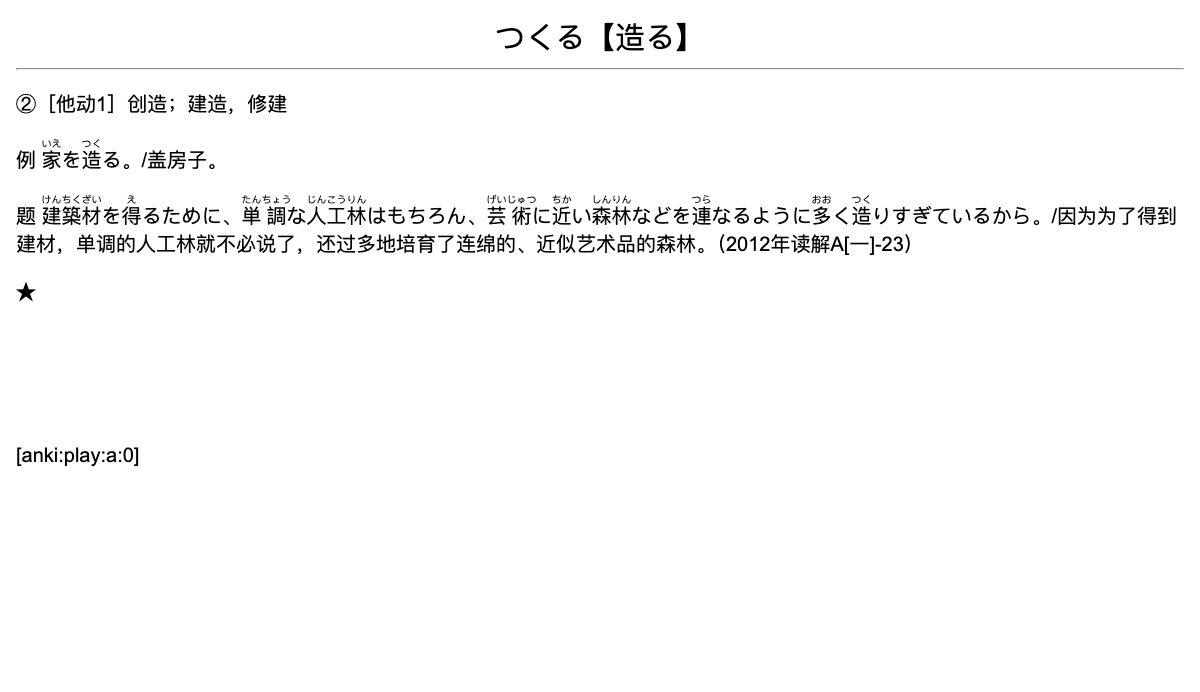 つくる【造る】
②［他动1］创造；建造，修建
いえ つく
例 家を造る。/盖房子。
けんちくざい え たんちょう じんこうりん げいじゅつ ちか しんりん つら おお つく
题 建築材を得るために、単調な人工林はもちろん、芸術に近い森林などを連なるように多く造りすぎているから。/因为为了得到
建材，单调的人工林就不必说了，还过多地培育了连绵的、近似艺术品的森林。（2012年读解A[一]-23）
★
[anki:play:a:0]